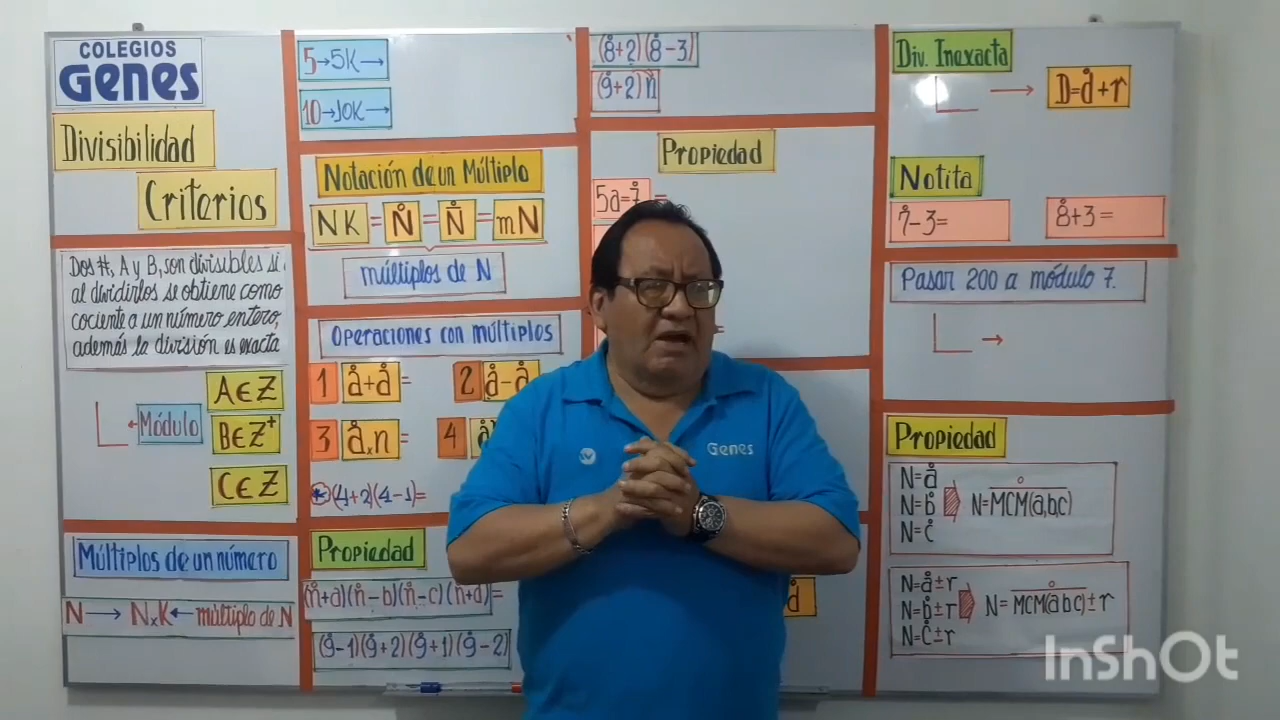 COLEGIOS
GENES
Divisibilidad
Criterios
Dos #, A y B, son divisibles si
al dividirlos se obtiene como
cociente a un número entero,
además la división es exacta
A∈Z
Módulo
B∈Z⁺
C∈Z
Múltiplos de un número
N → N×K ← múltiplo de N
5→5K→
10→10K→
Notación de un Múltiplo
NK = N̊ = N̄ = mN
múltiplos de N
Operaciones con múltiplos
1 å+å=
2 å-å
3 å×n=
4
(4̊+2)(4̊-1)=
Propiedad
(n̊+a)(n̊-b)(n̊-c)(n̊+d)=
(9̊-1)(9̊+2)(9̊+1)(9̊-2)
(8̊+2)(8̊-3)
(9̊+2)ⁿ
Propiedad
5a=7̊ =
Genes
Div. Inexacta
D=d̊+r
Notita
7̊-3=
8̊+3=
Pasar 200 a módulo 7.
Propiedad
N=å
N=b̊
N=c̊
N=MCM(a,b,c)
N=å±r
N=b̊±r
N=c̊±r
N=MCM(a b c)±r
InShOt